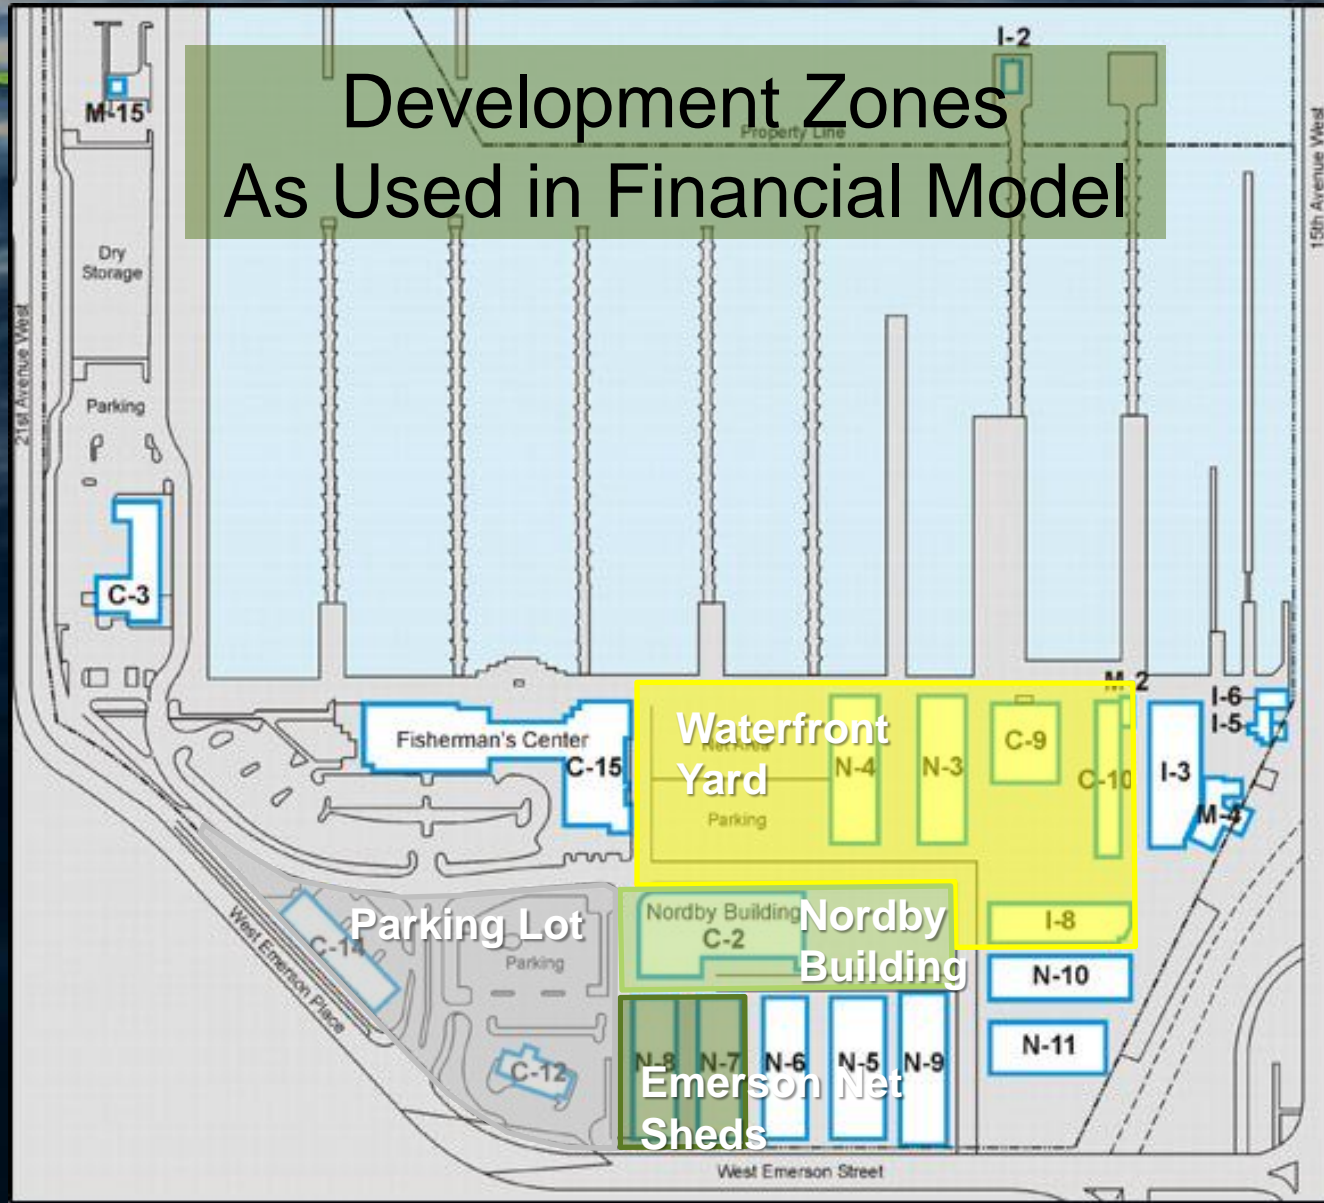 I-2
Development Zones
Property Line
As Used in Financial Model
M-15
15th Avenue West
Dry
Storage
21st Avenue West
Parking
C-3
M-2
I-6
I-5
Fisherman's Center
C-15
Waterfront
Net Area
Yard
Parking
N-4
N-3
C-9
C-10
I-3
M-4
Parking Lot
C-14
Parking
Nordby Building
C-2
Nordby
Building
I-8
N-10
N-11
West Emerson Place
C-12
N-8
N-7
N-6
N-5
N-9
Emerson Net
Sheds
West Emerson Street